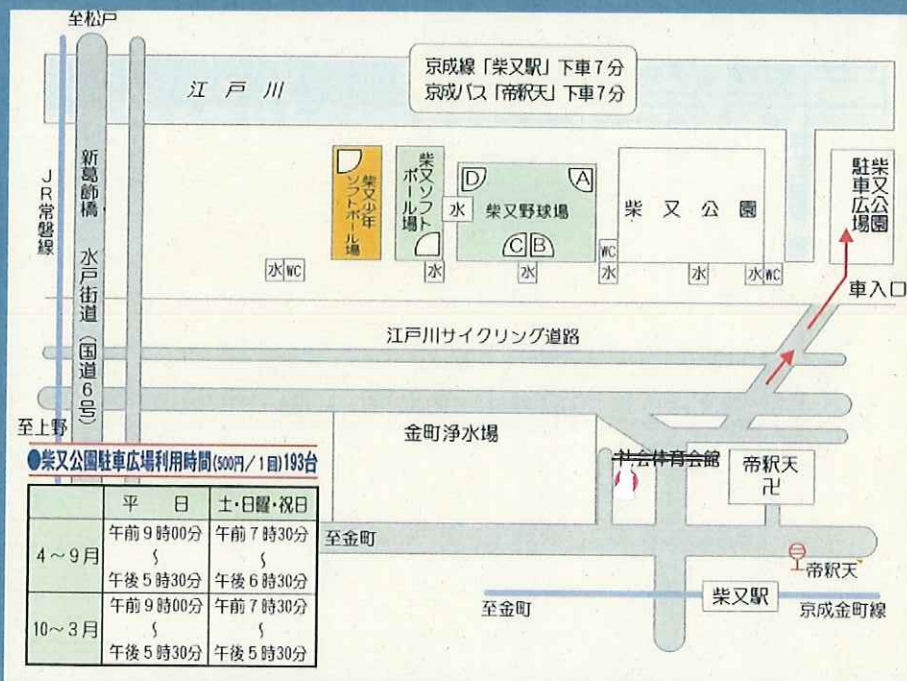 至松戸
京成線「柴又駅」下車7分
京成バス「帝釈天」下車7分
江戸川
JR常磐線
新葛飾橋
水戸街道(国道6号)
柴又少年
ソフトボール場
柴又ソフト
ボール場
水
D
A
柴又野球場
C
B
柴又公園
柴又公園
駐車広場
水
WC
水
水
WC
水
水
水
WC
車入口
江戸川サイクリング道路
至上野
金町浄水場
社会体育会館
帝釈天
卍
●柴又公園駐車広場利用時間(500円/1回)193台
平日
土・日曜・祝日
4~9月
午前9時00分
~
午後5時30分
午前7時30分
~
午後6時30分
10~3月
午前9時00分
~
午後5時30分
午前7時30分
~
午後5時30分
至金町
帝釈天
至金町
柴又駅
京成金町線